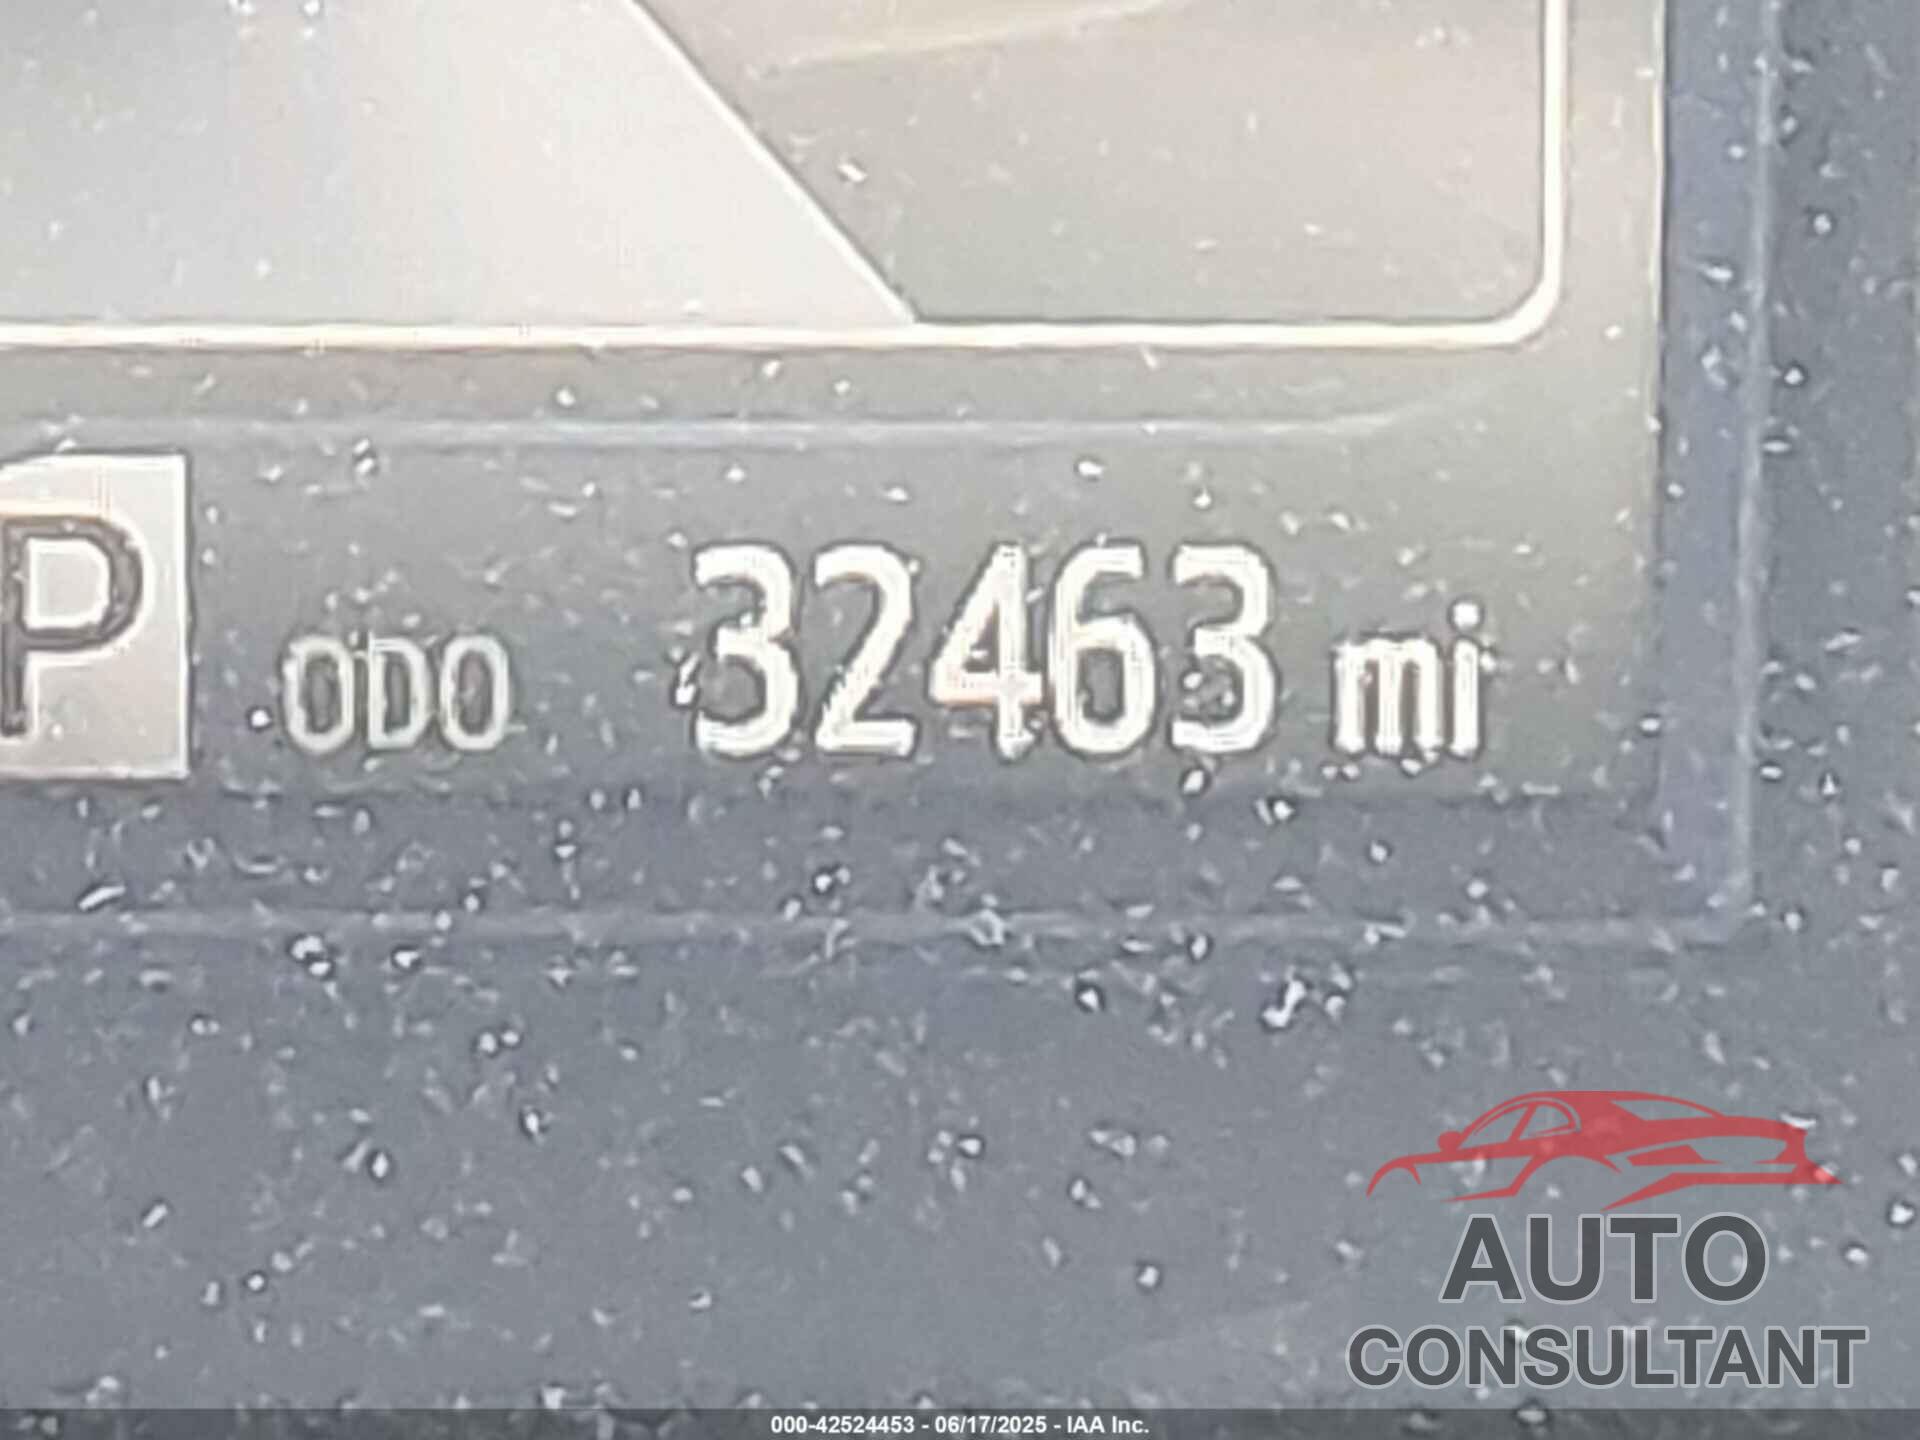 P ODO 32463 mi
AUTO
CONSULTANT
000-42524453 - 06/17/2025 - IAA Inc.